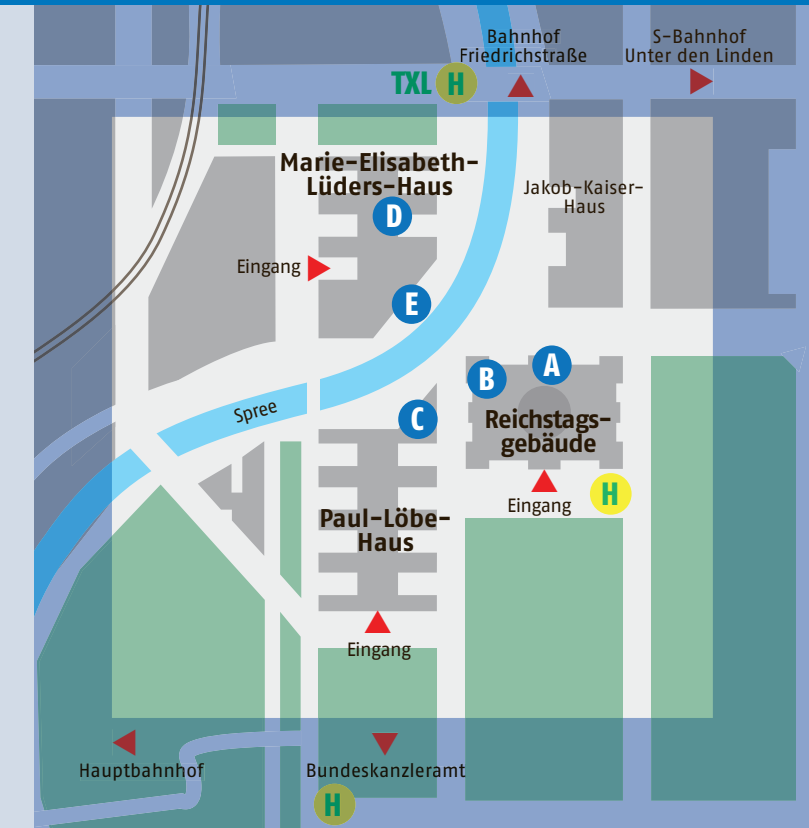 Bahnhof
Friedrichstraße
S-Bahnhof
Unter den Linden
TXL H
Marie-Elisabeth-
Lüders-Haus
Jakob-Kaiser-
Haus
D
Eingang
E
A
B
C
Spree
Reichstags-
gebäude
Eingang
H
Paul-Löbe-
Haus
Eingang
Hauptbahnhof
Bundeskanzleramt
H